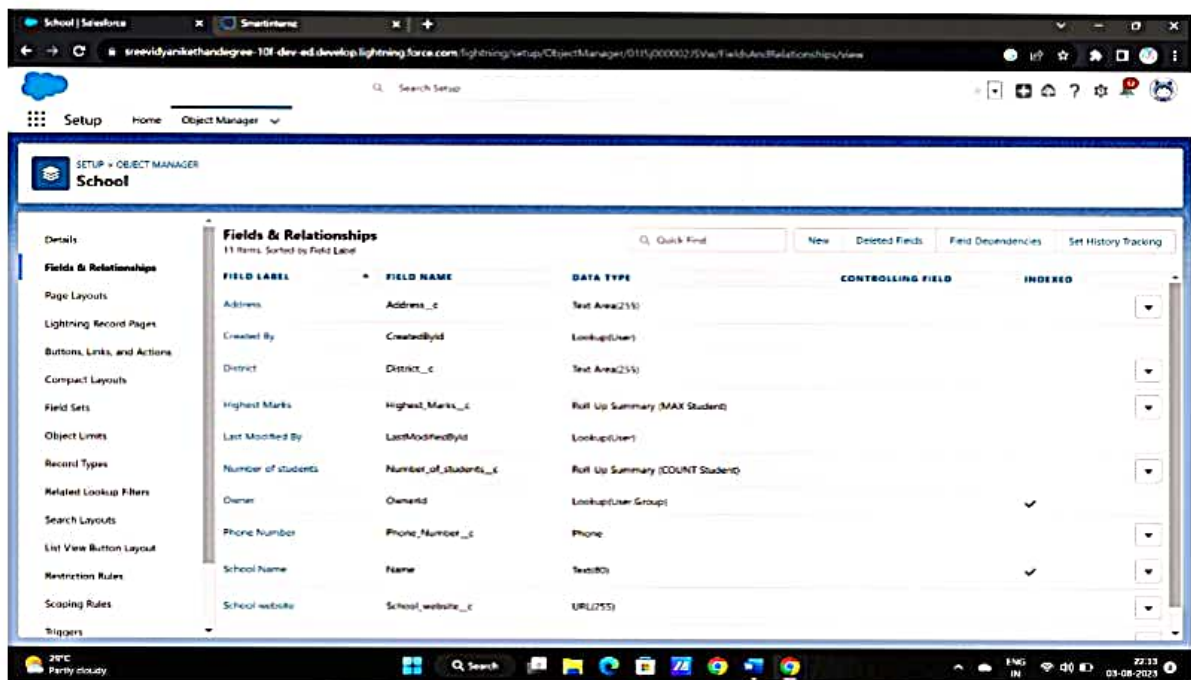 School | Salesforce
Smartinternz
sreevidyanikethandegree-10f-dev-ed.develop.lightning.force.com/lightning/setup/ObjectManager/
/FieldsAndRelationships/view
Search Setup
Setup Home Object Manager
SETUP > OBJECT MANAGER
School
Details
Fields & Relationships
Page Layouts
Lightning Record Pages
Buttons, Links, and Actions
Compact Layouts
Field Sets
Object Limits
Record Types
Related Lookup Filters
Search Layouts
List View Button Layout
Restriction Rules
Scoping Rules
Triggers
Fields & Relationships
11 Items, Sorted by Field Label
Quick Find
New Deleted Fields Field Dependencies Set History Tracking
FIELD LABEL FIELD NAME DATA TYPE CONTROLLING FIELD INDEXED
Address Address__c Text Area(255)
Created By CreatedById Lookup(User)
District District__c Text Area(255)
Highest Marks Highest_Marks__c Roll-Up Summary (MAX Student)
Last Modified By LastModifiedById Lookup(User)
Number of students Number_of_students__c Roll-Up Summary (COUNT Student)
Owner OwnerId Lookup(User,Group)
Phone Number Phone_Number__c Phone
School Name Name Text(80)
School website School_website__c URL(255)
29°C
Partly cloudy
Search
ENG
IN
22:33
03-08-2023